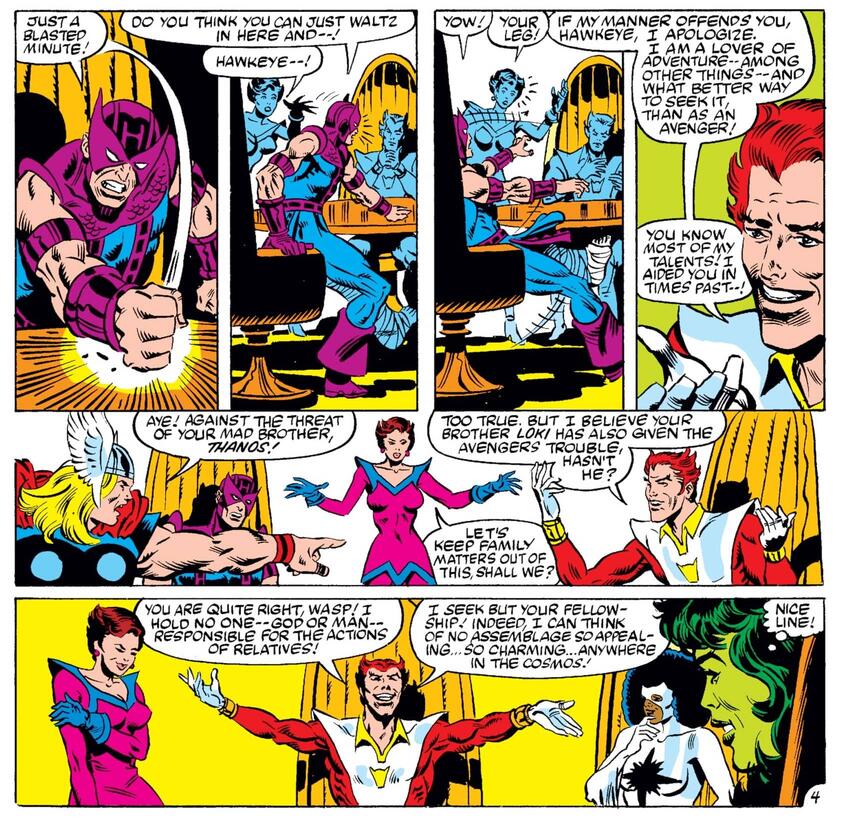 JUST A
BLASTED
MINUTE!
DO YOU THINK YOU CAN JUST WALTZ
IN HERE AND--!
HAWKEYE--!
YOW!
YOUR
LEG!
IF MY MANNER OFFENDS YOU,
HAWKEYE, I APOLOGIZE.
I AM A LOVER OF
ADVENTURE--AMONG
OTHER THINGS--AND
WHAT BETTER WAY
TO SEEK IT,
THAN AS AN
AVENGER!
YOU KNOW
MOST OF MY
TALENTS! I
AIDED YOU IN
TIMES PAST--!
AYE! AGAINST THE THREAT
OF YOUR MAD BROTHER,
THANOS!
LET'S
KEEP FAMILY
MATTERS OUT OF
THIS, SHALL WE?
TOO TRUE. BUT I BELIEVE YOUR
BROTHER LOKI HAS ALSO GIVEN THE
AVENGERS TROUBLE,
HASN'T
HE?
YOU ARE QUITE RIGHT, WASP! I
HOLD NO ONE--GOD OR MAN--
RESPONSIBLE FOR THE ACTIONS
OF RELATIVES!
I SEEK BUT YOUR FELLOW-
SHIP! INDEED, I CAN THINK
OF NO ASSEMBLAGE SO APPEAL-
ING...SO CHARMING...ANYWHERE
IN THE COSMOS!
NICE
LINE!
4